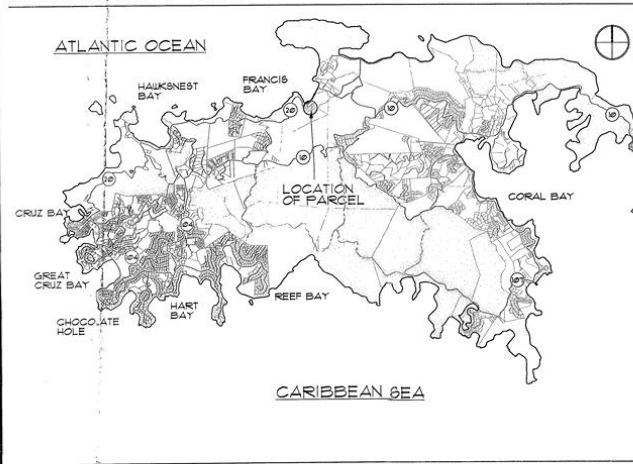 ATLANTIC OCEAN
HAWKSNEST
BAY
FRANCIS
BAY
20
10
10
10
20
LOCATION
OF PARCEL
CORAL BAY
CRUZ BAY
104
104
GREAT
CRUZ BAY
HART
BAY
REEF BAY
CHOCOLATE
HOLE
CARIBBEAN SEA